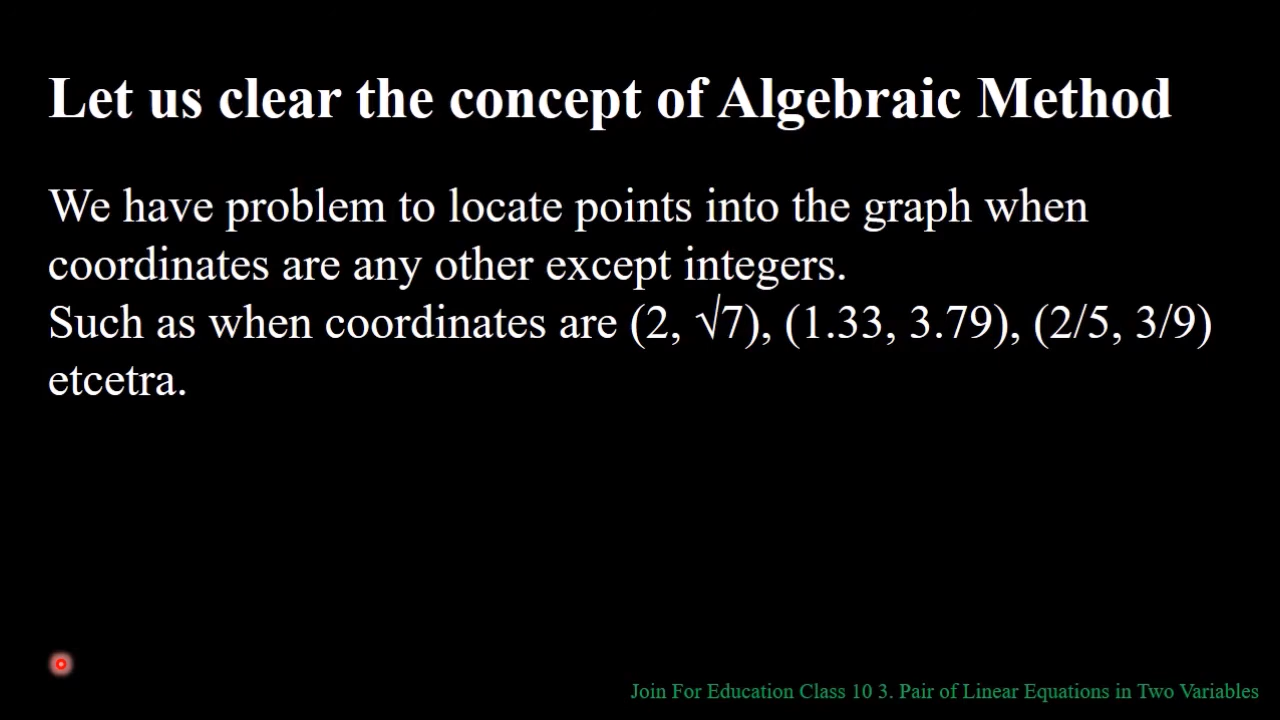 Let us clear the concept of Algebraic Method
We have problem to locate points into the graph when
coordinates are any other except integers.
Such as when coordinates are (2, √7), (1.33, 3.79), (2/5, 3/9)
etcetra.
Join For Education Class 10 3. Pair of Linear Equations in Two Variables